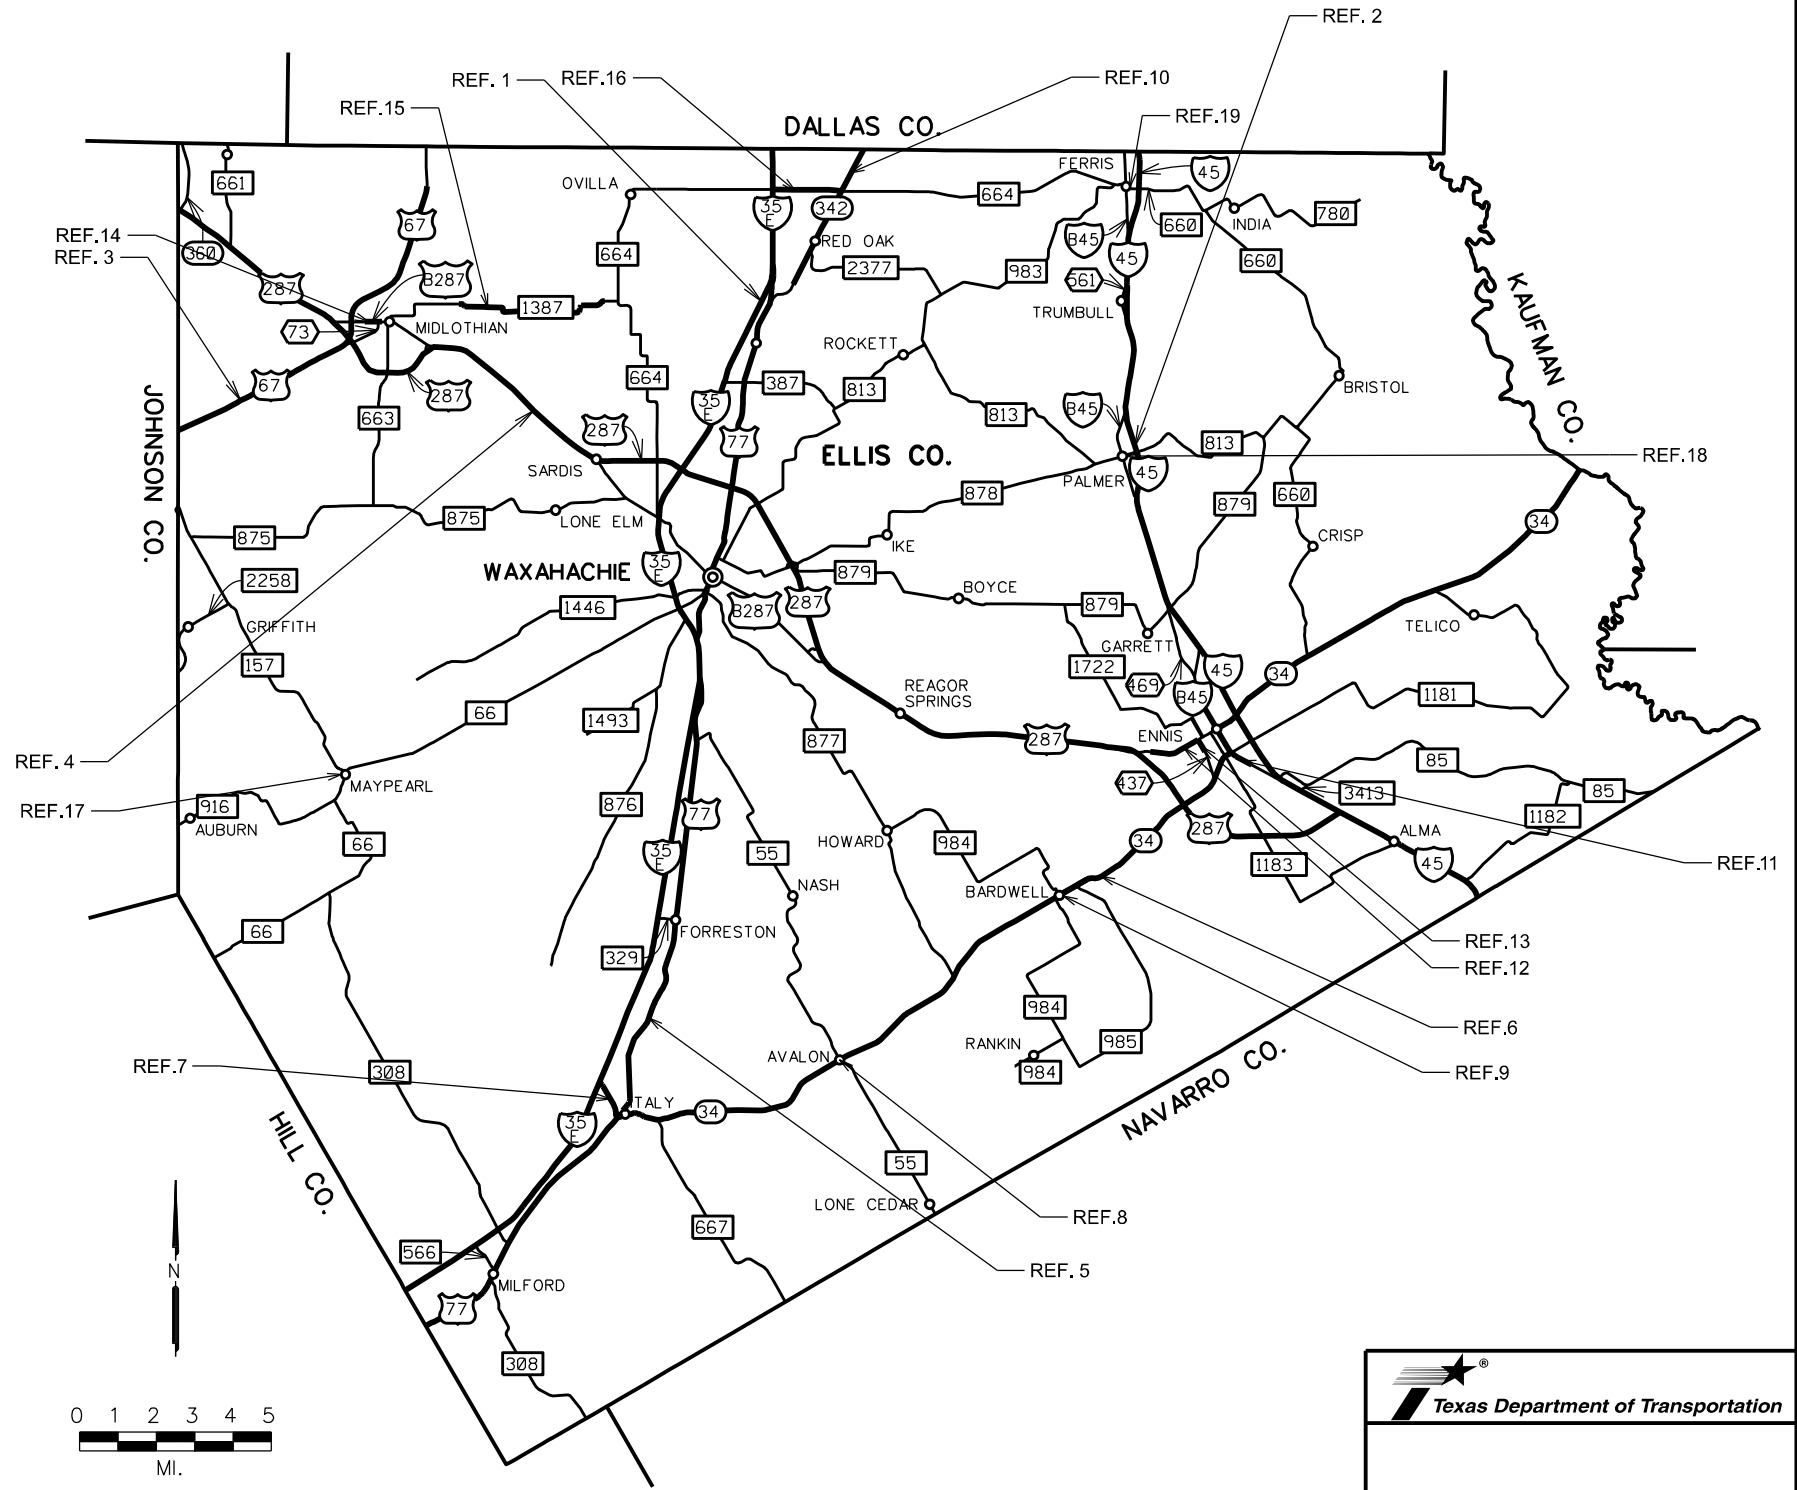 REF. 2
REF. 1
REF.16
REF.10
REF.15
REF.19
DALLAS CO.
FERRIS
45
661
OVILLA
664
35
E
342
INDIA
780
67
RED OAK
B45
660
REF.14
360
REF. 3
664
2377
983
45
660
287
B287
561
KAUFMAN CO.
1387
TRUMBULL
73
MIDLOTHIAN
ROCKETT
67
287
664
387
813
BRISTOL
JOHNSON CO.
663
35
E
813
B45
287
77
813
SARDIS
ELLIS CO.
REF.18
45
PALMER
878
879
660
875
875
LONE ELM
34
IKE
CRISP
WAXAHACHIE
35
E
879
2258
BOYCE
1446
B287
287
879
GRIFFITH
TELICO
GARRETT
157
1722
45
34
469
REAGOR
SPRINGS
B45
1181
66
1493
877
287
ENNIS
REF. 4
85
MAYPEARL
437
3413
85
REF.17
916
876
77
AUBURN
1182
66
HOWARD
984
34
287
ALMA
35
E
55
1183
45
REF.11
NASH
BARDWELL
66
FORRESTON
REF.13
329
REF.12
984
REF.6
985
RANKIN
AVALON
REF.7
308
984
REF.9
NAVARRO CO.
ITALY
34
35
E
HILL CO.
55
LONE CEDAR
REF.8
667
566
REF. 5
N
MILFORD
77
308
®
Texas Department of Transportation
0 1 2 3 4 5
MI.